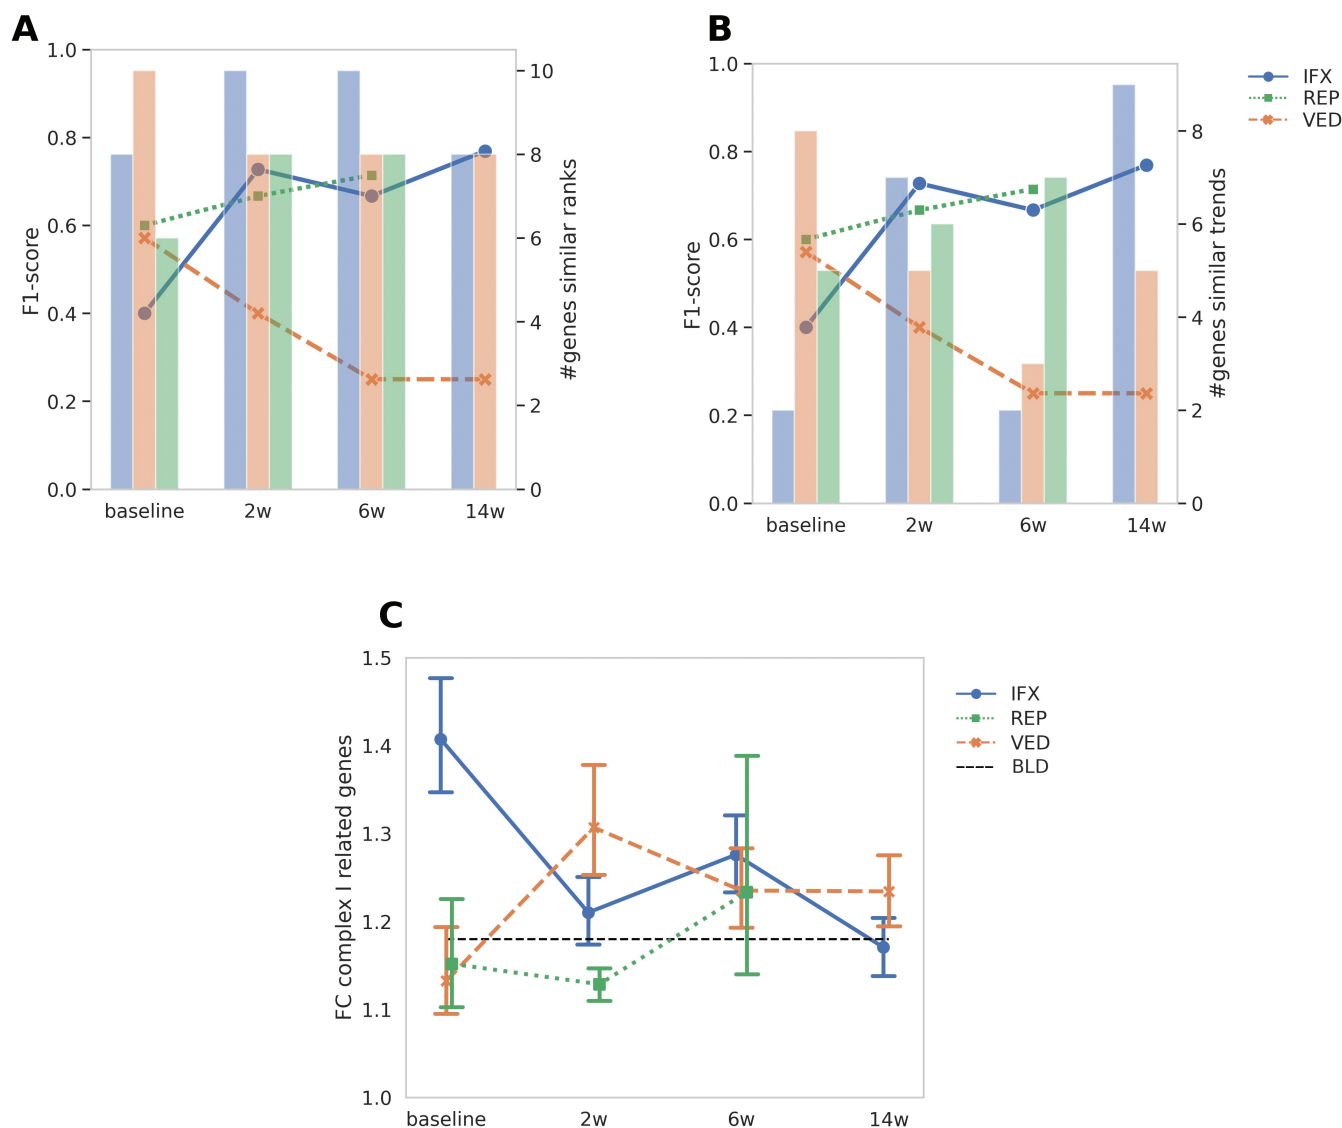 A
1.0
0.8
0.6
0.4
0.2
0.0
F1-score
10
8
6
4
2
0
#genes similar ranks
baseline 2w 6w 14w
B
1.0
0.8
0.6
0.4
0.2
0.0
F1-score
8
6
4
2
0
#genes similar trends
baseline 2w 6w 14w
IFX
REP
VED
C
1.5
1.4
1.3
1.2
1.1
1.0
FC complex I related genes
baseline 2w 6w 14w
IFX
REP
VED
BLD